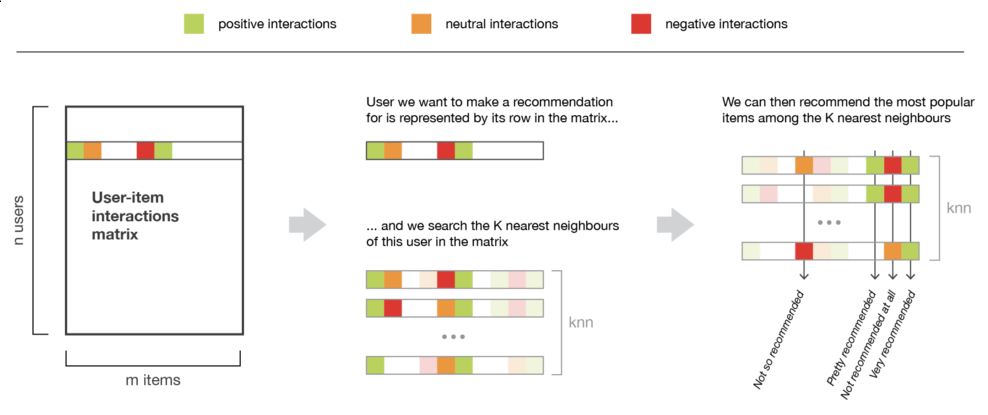 positive interactions
neutral interactions
negative interactions
n users
User-item
interactions
matrix
m items
User we want to make a recommendation
for is represented by its row in the matrix...
... and we search the K nearest neighbours
of this user in the matrix
knn
We can then recommend the most popular
items among the K nearest neighbours
knn
Not so recommended
Pretty recommended
Not recommended at all
Very recommended